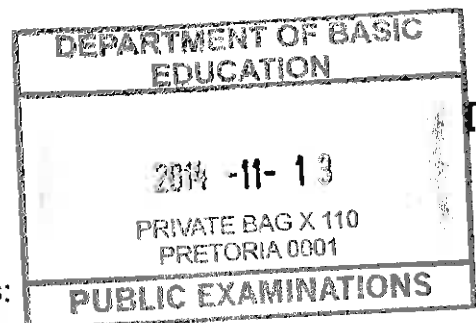 DEPARTMENT OF BASIC
EDUCATION
2014 -11- 13
PRIVATE BAG X 110
PRETORIA 0001
PUBLIC EXAMINATIONS